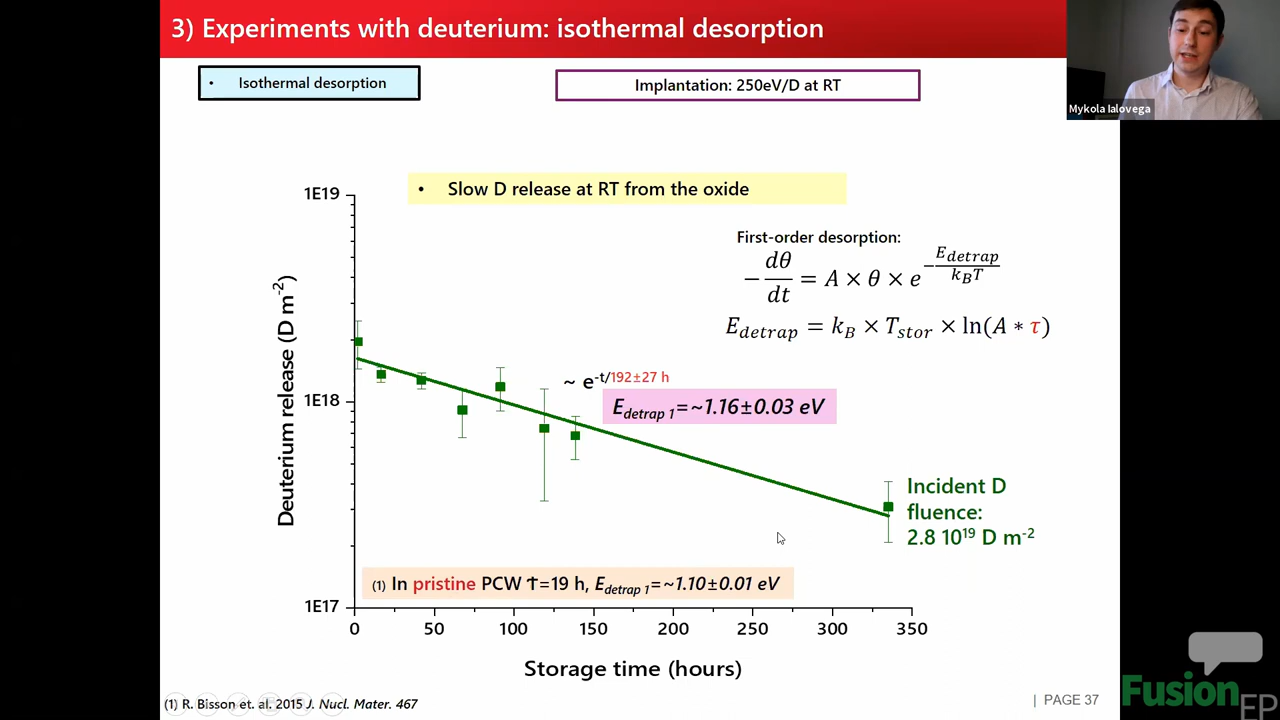 3) Experiments with deuterium: isothermal desorption
• Isothermal desorption
Implantation: 250eV/D at RT
Mykola Ialovega
• Slow D release at RT from the oxide
First-order desorption:
−dθ/dt = A × θ × e^(−E_detrap/k_BT)
E_detrap = k_B × T_stor × ln(A * τ)
~ e^-t/192±27 h
E_detrap 1=~1.16±0.03 eV
Incident D
fluence:
2.8 10¹⁹ D m⁻²
(1) In pristine PCW Ϯ=19 h, E_detrap 1=~1.10±0.01 eV
Deuterium release (D m⁻²)
1E19
1E18
1E17
0 50 100 150 200 250 300 350
Storage time (hours)
(1) R. Bisson et. al. 2015 J. Nucl. Mater. 467
| PAGE 37
Fusion
EP